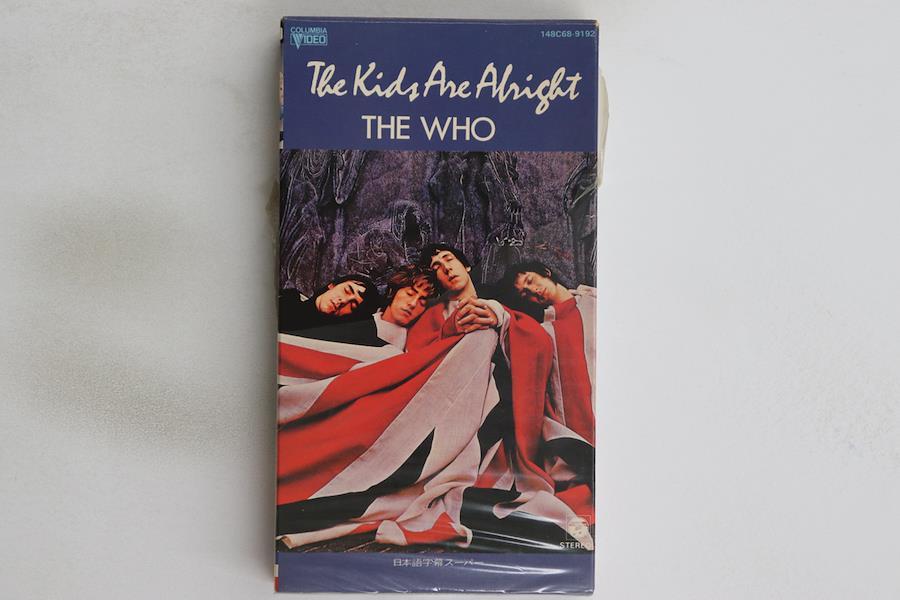 COLUMBIA
VIDEO
148C68-9192
The Kids Are Alright
THE WHO
STEREO
日本語字幕スーパー